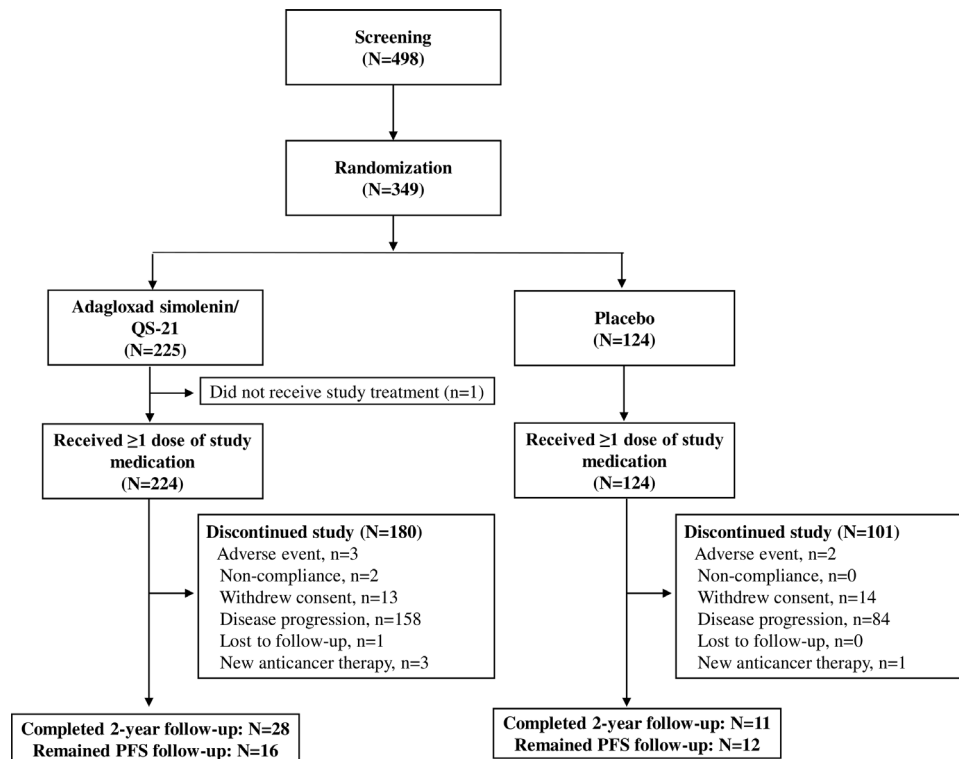 Screening
(N=498)
Randomization
(N=349)
Adagloxad simolenin/
QS-21
(N=225)
Placebo
(N=124)
Did not receive study treatment (n=1)
Received ≥1 dose of study
medication
(N=224)
Received ≥1 dose of study
medication
(N=124)
Discontinued study (N=180)
Adverse event, n=3
Non-compliance, n=2
Withdrew consent, n=13
Disease progression, n=158
Lost to follow-up, n=1
New anticancer therapy, n=3
Discontinued study (N=101)
Adverse event, n=2
Non-compliance, n=0
Withdrew consent, n=14
Disease progression, n=84
Lost to follow-up, n=0
New anticancer therapy, n=1
Completed 2-year follow-up: N=28
Remained PFS follow-up: N=16
Completed 2-year follow-up: N=11
Remained PFS follow-up: N=12